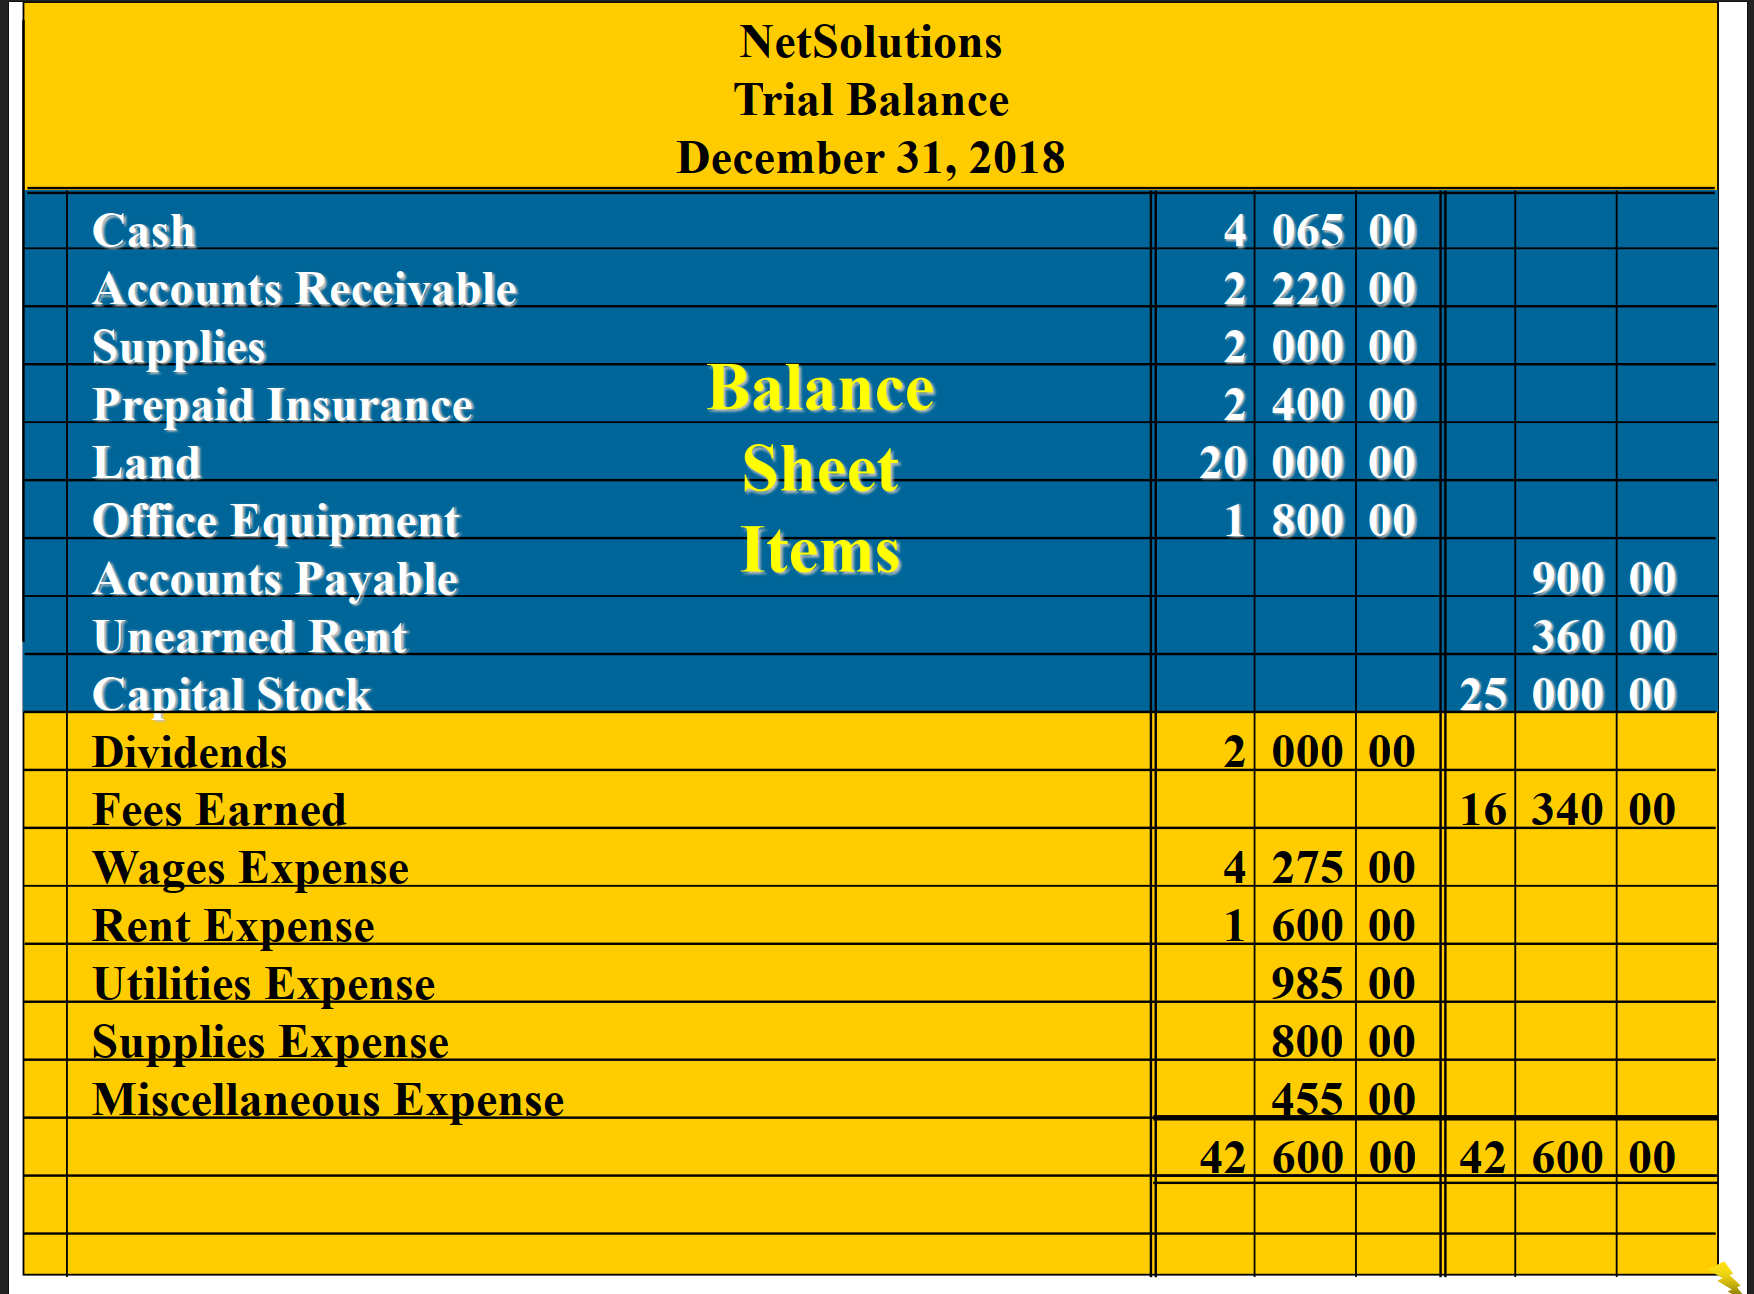 NetSolutions
Trial Balance
December 31, 2018
Cash 4 065 00
Accounts Receivable 2 220 00
Supplies 2 000 00
Prepaid Insurance 2 400 00
Land 20 000 00
Office Equipment 1 800 00
Accounts Payable 900 00
Unearned Rent 360 00
Capital Stock 25 000 00
Balance
Sheet
Items
Dividends 2 000 00
Fees Earned 16 340 00
Wages Expense 4 275 00
Rent Expense 1 600 00
Utilities Expense 985 00
Supplies Expense 800 00
Miscellaneous Expense 455 00
42 600 00 42 600 00